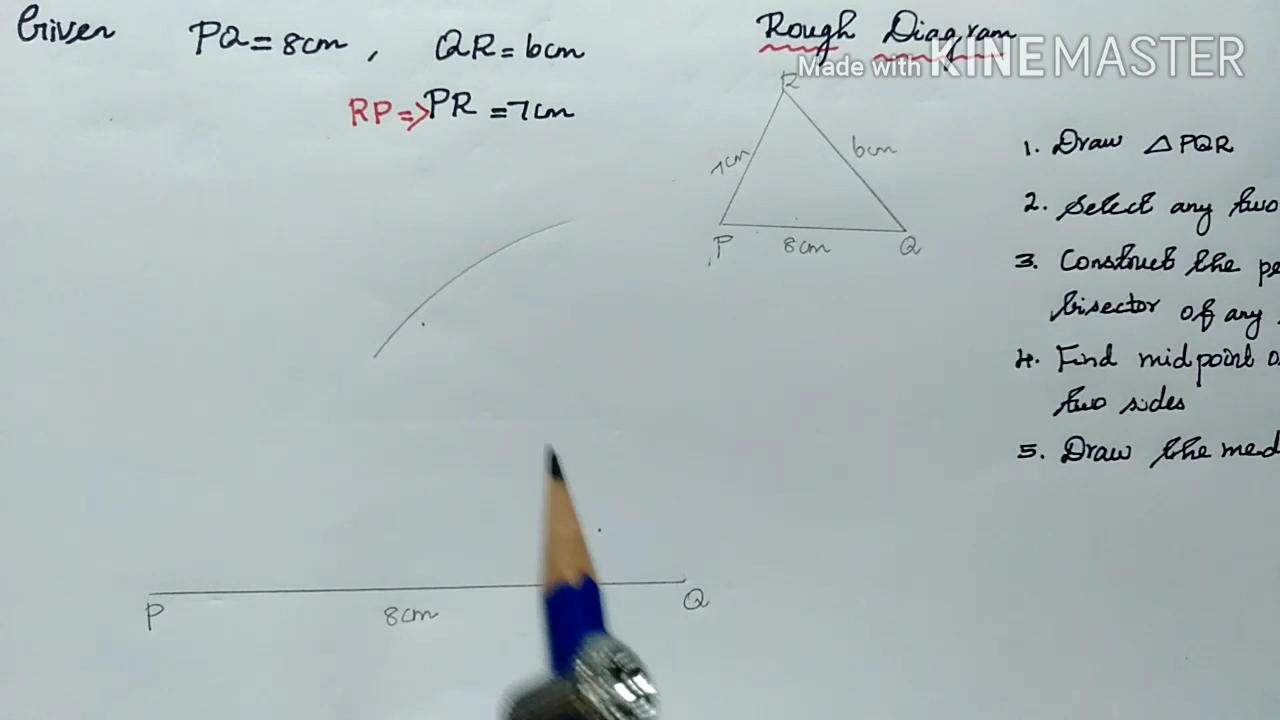 Given PQ = 8cm , QR = 6cm
RP => PR = 7cm
Rough Diagram
Made with KINEMASTER
R
7cm 6cm
P 8cm Q
1. Draw △PQR
2. Select any two
3. Construct the pe
bisector of any
4. Find midpoint o
two sides
5. Draw the med
P 8cm Q